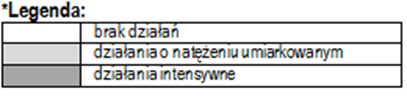 *Legenda:
brak działań
działania o natężeniu umiarkowanym
działania intensywne